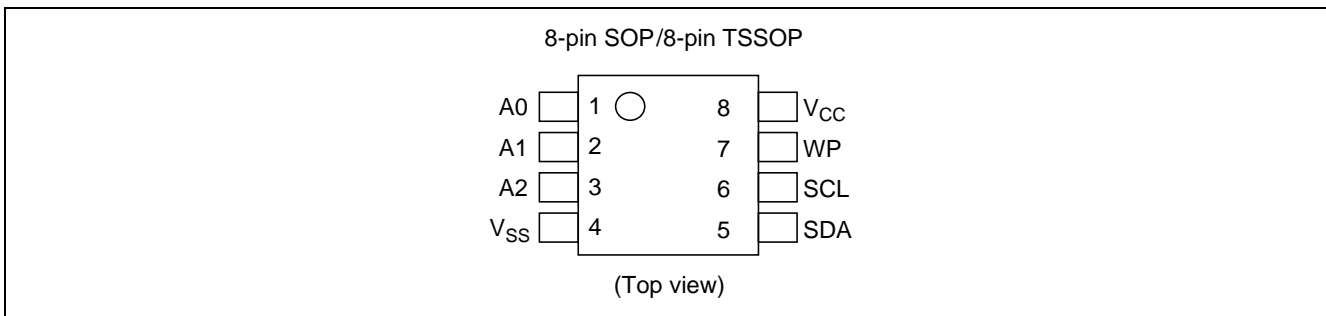 8-pin SOP/8-pin TSSOP
A0 1 8 VCC
A1 2 7 WP
A2 3 6 SCL
VSS 4 5 SDA
(Top view)